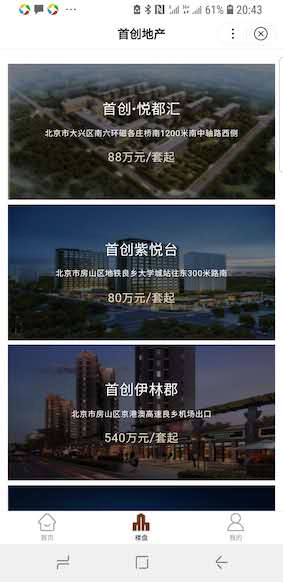 61% 20:43
首创地产
首创·悦都汇
北京市大兴区南六环磁各庄桥南1200米南中轴路西侧
88万元/套起
首创紫悦台
北京市房山区地铁良乡大学城站往东300米路南
80万元/套起
首创伊林郡
北京市房山区京港澳高速良乡机场出口
540万元/套起
首页
楼盘
我的